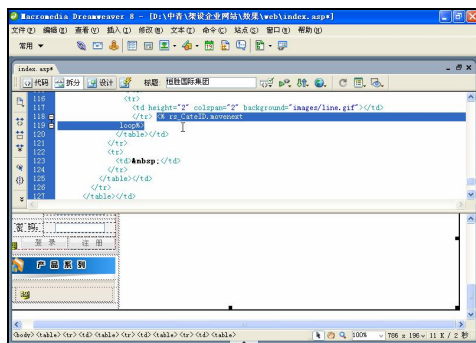 Macromedia Dreamweaver 8 - [D:\中青\架设企业网站\效果\web\index.asp*]
文件(F) 编辑(E) 查看(V) 插入(I) 修改(M) 文本(T) 命令(C) 站点(S) 窗口(W) 帮助(H)
常用
index.asp*
代码 拆分 设计 标题: 恒胜国际集团
116 <tr>
117 <td height="2" colspan="2" background="images/line.gif"></td>
118 </tr> <% rs_CateID.movenext
119 loop%>
120 </table></td>
121 </tr>
122 <tr>
123 <td>&nbsp;</td>
124 </tr>
125 </table></td>
126 </tr>
127 </table></td>
密 码:
登 录 注 册
产 品 系 列
<body> <table> <tr> <td> <table> <tr> <td> <table> <tr> <td> <table> 100% 786 x 196 11 K / 2 秒